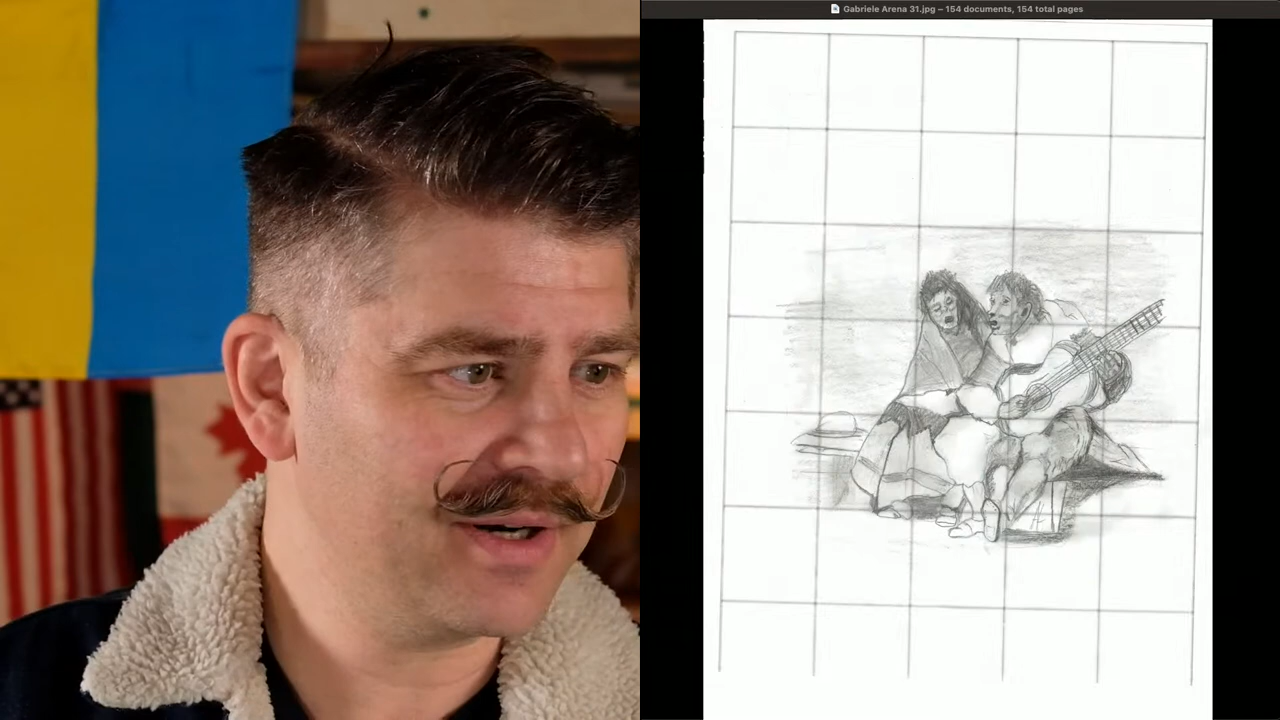 Gabriele Arena 31.jpg – 154 documents, 154 total pages